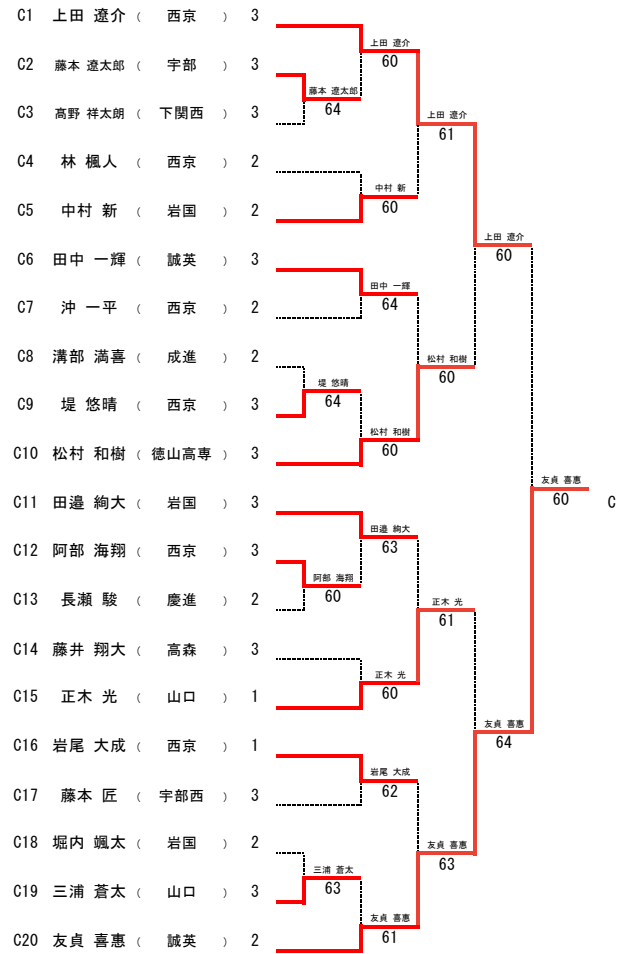 C1 上田 遼介 ( 西京 ) 3
上田 遼介
60
C2 藤本 遼太郎 ( 宇部 ) 3
藤本 遼太郎
64
C3 高野 祥太朗 ( 下関西 ) 3
上田 遼介
61
C4 林 楓人 ( 西京 ) 2
中村 新
60
C5 中村 新 ( 岩国 ) 2
上田 遼介
60
C6 田中 一輝 ( 誠英 ) 3
田中 一輝
64
C7 沖 一平 ( 西京 ) 2
C8 溝部 満喜 ( 成進 ) 2
松村 和樹
60
堤 悠晴
64
C9 堤 悠晴 ( 西京 ) 3
松村 和樹
60
C10 松村 和樹 ( 徳山高専 ) 3
友貞 喜惠
60 C
C11 田邉 絢大 ( 岩国 ) 3
田邉 絢大
63
C12 阿部 海翔 ( 西京 ) 3
阿部 海翔
60
C13 長瀬 駿 ( 慶進 ) 2
正木 光
61
C14 藤井 翔大 ( 高森 ) 3
正木 光
60
C15 正木 光 ( 山口 ) 1
友貞 喜惠
64
C16 岩尾 大成 ( 西京 ) 1
岩尾 大成
62
C17 藤本 匠 ( 宇部西 ) 3
C18 堀内 颯太 ( 岩国 ) 2
友貞 喜惠
63
三浦 蒼太
63
C19 三浦 蒼太 ( 山口 ) 3
友貞 喜惠
61
C20 友貞 喜惠 ( 誠英 ) 2